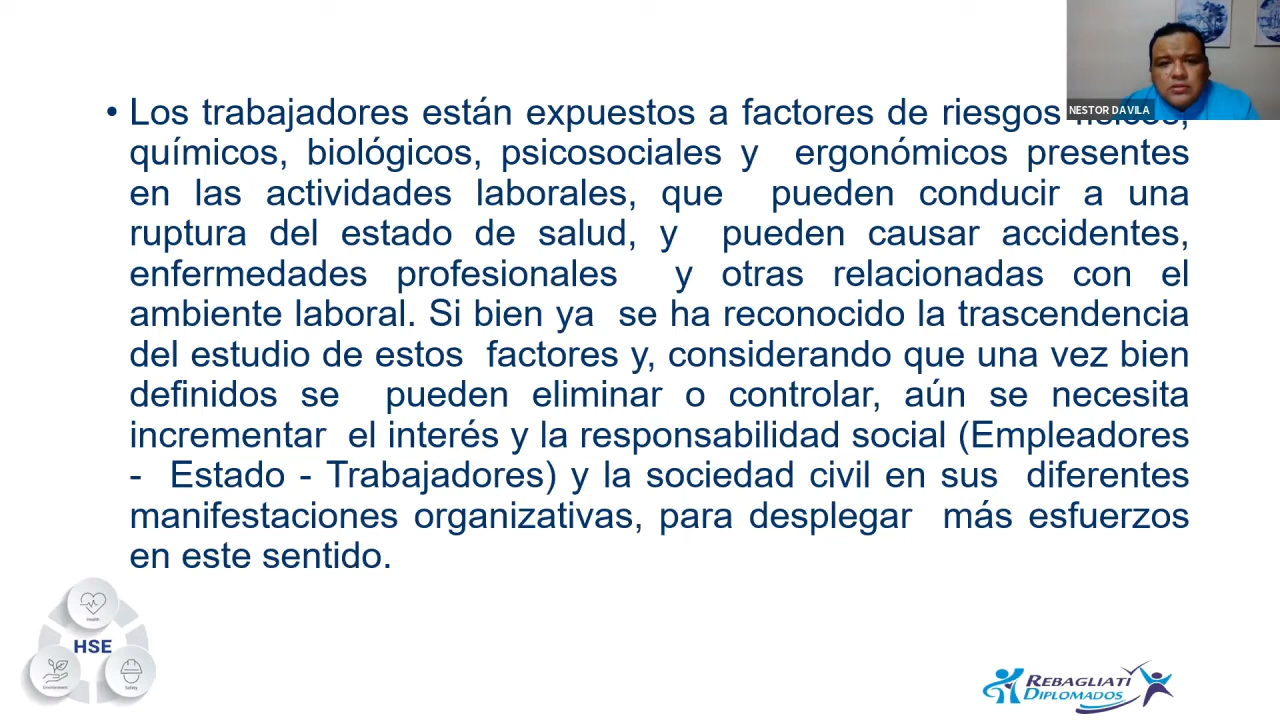 NESTOR DAVILA
• Los trabajadores están expuestos a factores de riesgos físicos,
químicos, biológicos, psicosociales y ergonómicos presentes
en las actividades laborales, que pueden conducir a una
ruptura del estado de salud, y pueden causar accidentes,
enfermedades profesionales y otras relacionadas con el
ambiente laboral. Si bien ya se ha reconocido la trascendencia
del estudio de estos factores y, considerando que una vez bien
definidos se pueden eliminar o controlar, aún se necesita
incrementar el interés y la responsabilidad social (Empleadores
- Estado - Trabajadores) y la sociedad civil en sus diferentes
manifestaciones organizativas, para desplegar más esfuerzos
en este sentido.
Health
HSE
Environment
Safety
REBAGLIATI
DIPLOMADOS